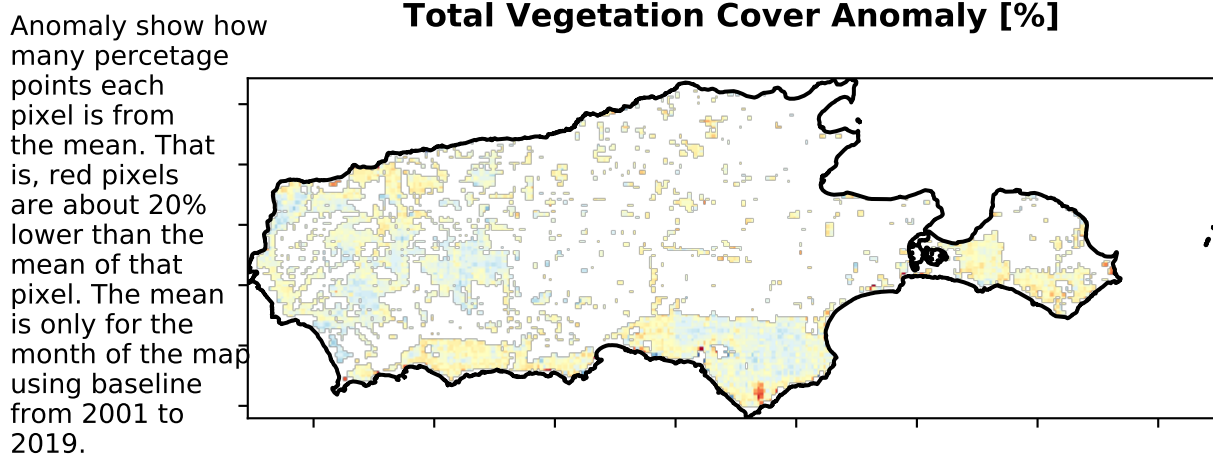 Total Vegetation Cover Anomaly [%]
Anomaly show how
many percetage
points each
pixel is from
the mean. That
is, red pixels
are about 20%
lower than the
mean of that
pixel. The mean
is only for the
month of the map
using baseline
from 2001 to
2019.